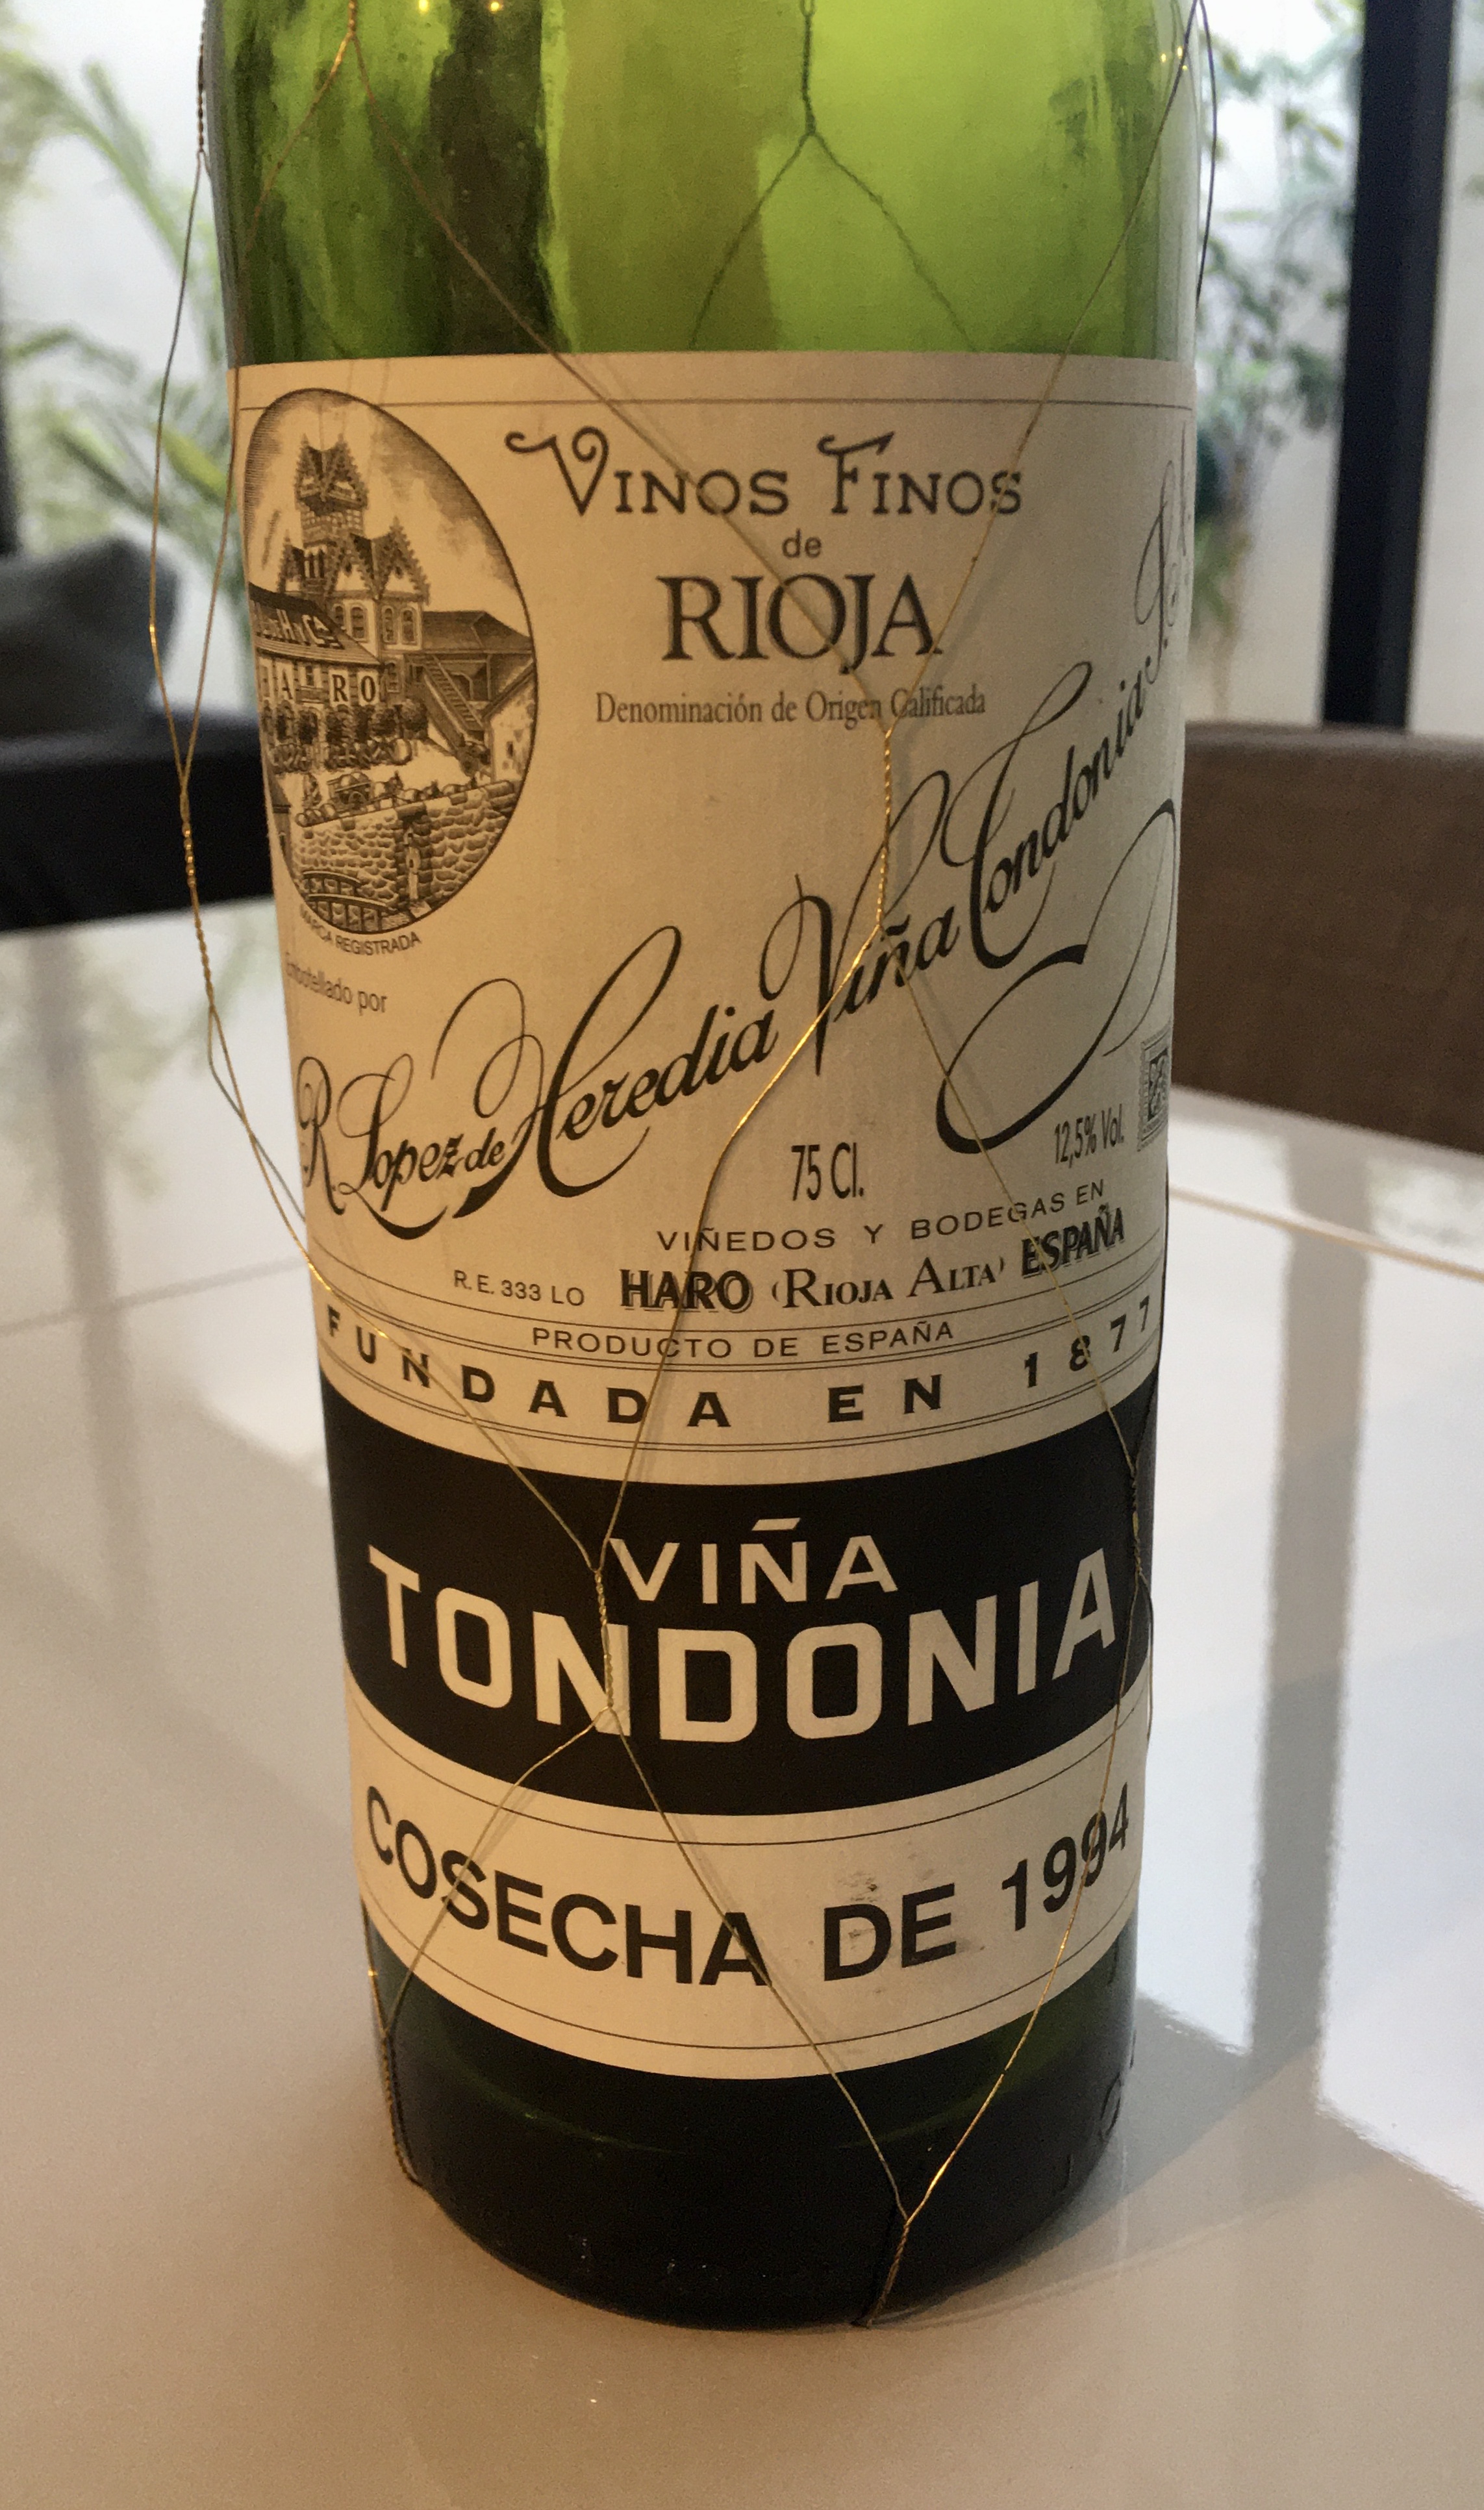 VINOS FINOS
de
RIOJA
Denominación de Origen Calificada
HARO
MARCA REGISTRADA
Embotellado por
R. Lopez de Heredia Viña Tondonia
75 Cl.
12,5% Vol.
VIÑEDOS Y BODEGAS EN
R.E. 333 LO HARO (RIOJA ALTA) ESPAÑA
PRODUCTO DE ESPAÑA
FUNDADA EN 1877
VIÑA
TONDONIA
COSECHA DE 1994